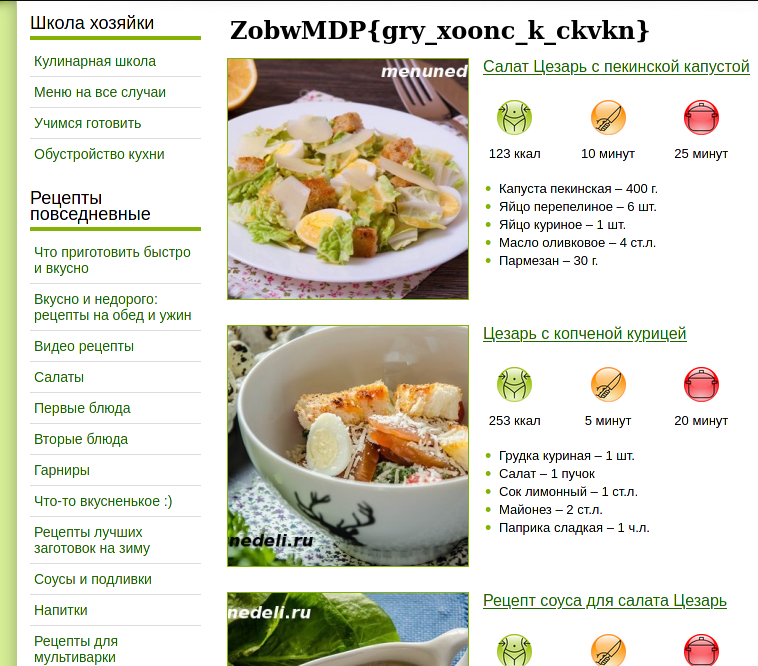 Школа хозяйки
Кулинарная школа
Меню на все случаи
Учимся готовить
Обустройство кухни
Рецепты
повседневные
Что приготовить быстро
и вкусно
Вкусно и недорого:
рецепты на обед и ужин
Видео рецепты
Салаты
Первые блюда
Вторые блюда
Гарниры
Что-то вкусненькое :)
Рецепты лучших
заготовок на зиму
Соусы и подливки
Напитки
Рецепты для
мультиварки
ZobwMDP{gry_xoonc_k_ckvkn}
menuned
Салат Цезарь с пекинской капустой
123 ккал
10 минут
25 минут
Капуста пекинская – 400 г.
Яйцо перепелиное – 6 шт.
Яйцо куриное – 1 шт.
Масло оливковое – 4 ст.л.
Пармезан – 30 г.
nedeli.ru
Цезарь с копченой курицей
253 ккал
5 минут
20 минут
Грудка куриная – 1 шт.
Салат – 1 пучок
Сок лимонный – 1 ст.л.
Майонез – 2 ст.л.
Паприка сладкая – 1 ч.л.
nedeli.ru
Рецепт соуса для салата Цезарь